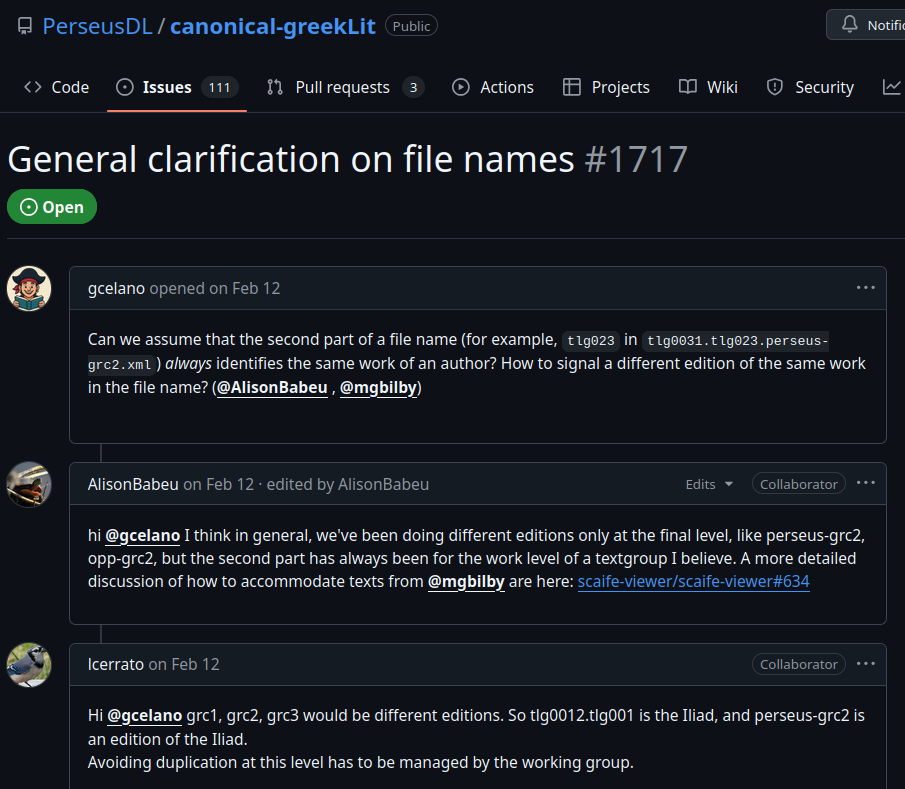 PerseusDL / canonical-greekLit Public
Notific
Code Issues 111 Pull requests 3 Actions Projects Wiki Security
General clarification on file names #1717
Open
gcelano opened on Feb 12
Can we assume that the second part of a file name (for example, tlg023 in tlg0031.tlg023.perseus-
grc2.xml) always identifies the same work of an author? How to signal a different edition of the same work
in the file name? (@AlisonBabeu , @mgbilby)
AlisonBabeu on Feb 12 · edited by AlisonBabeu Edits Collaborator
hi @gcelano I think in general, we've been doing different editions only at the final level, like perseus-grc2,
opp-grc2, but the second part has always been for the work level of a textgroup I believe. A more detailed
discussion of how to accommodate texts from @mgbilby are here: scaife-viewer/scaife-viewer#634
lcerrato on Feb 12 Collaborator
Hi @gcelano grc1, grc2, grc3 would be different editions. So tlg0012.tlg001 is the Iliad, and perseus-grc2 is
an edition of the Iliad.
Avoiding duplication at this level has to be managed by the working group.